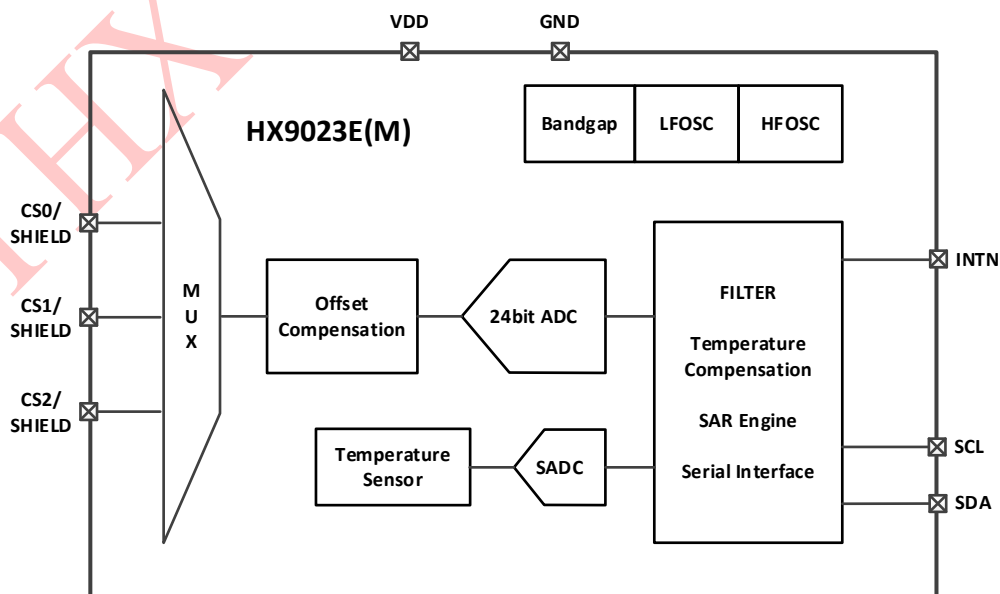 VDD
GND
HX
HX9023E(M)
Bandgap
LFOSC
HFOSC
CS0/
SHIELD
CS1/
SHIELD
CS2/
SHIELD
M
U
X
Offset
Compensation
24bit ADC
FILTER
Temperature
Compensation
SAR Engine
Serial Interface
Temperature
Sensor
SADC
INTN
SCL
SDA